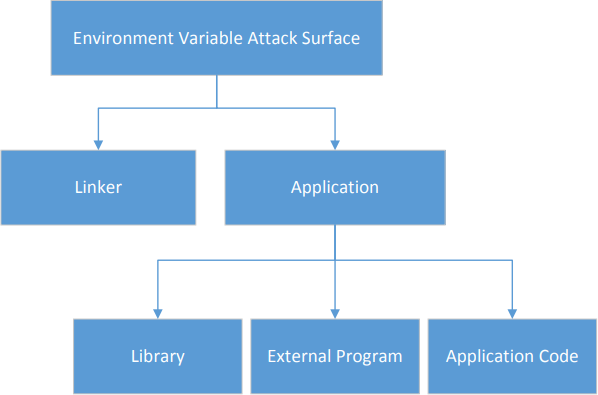 Environment Variable Attack Surface
Linker
Application
Library
External Program
Application Code